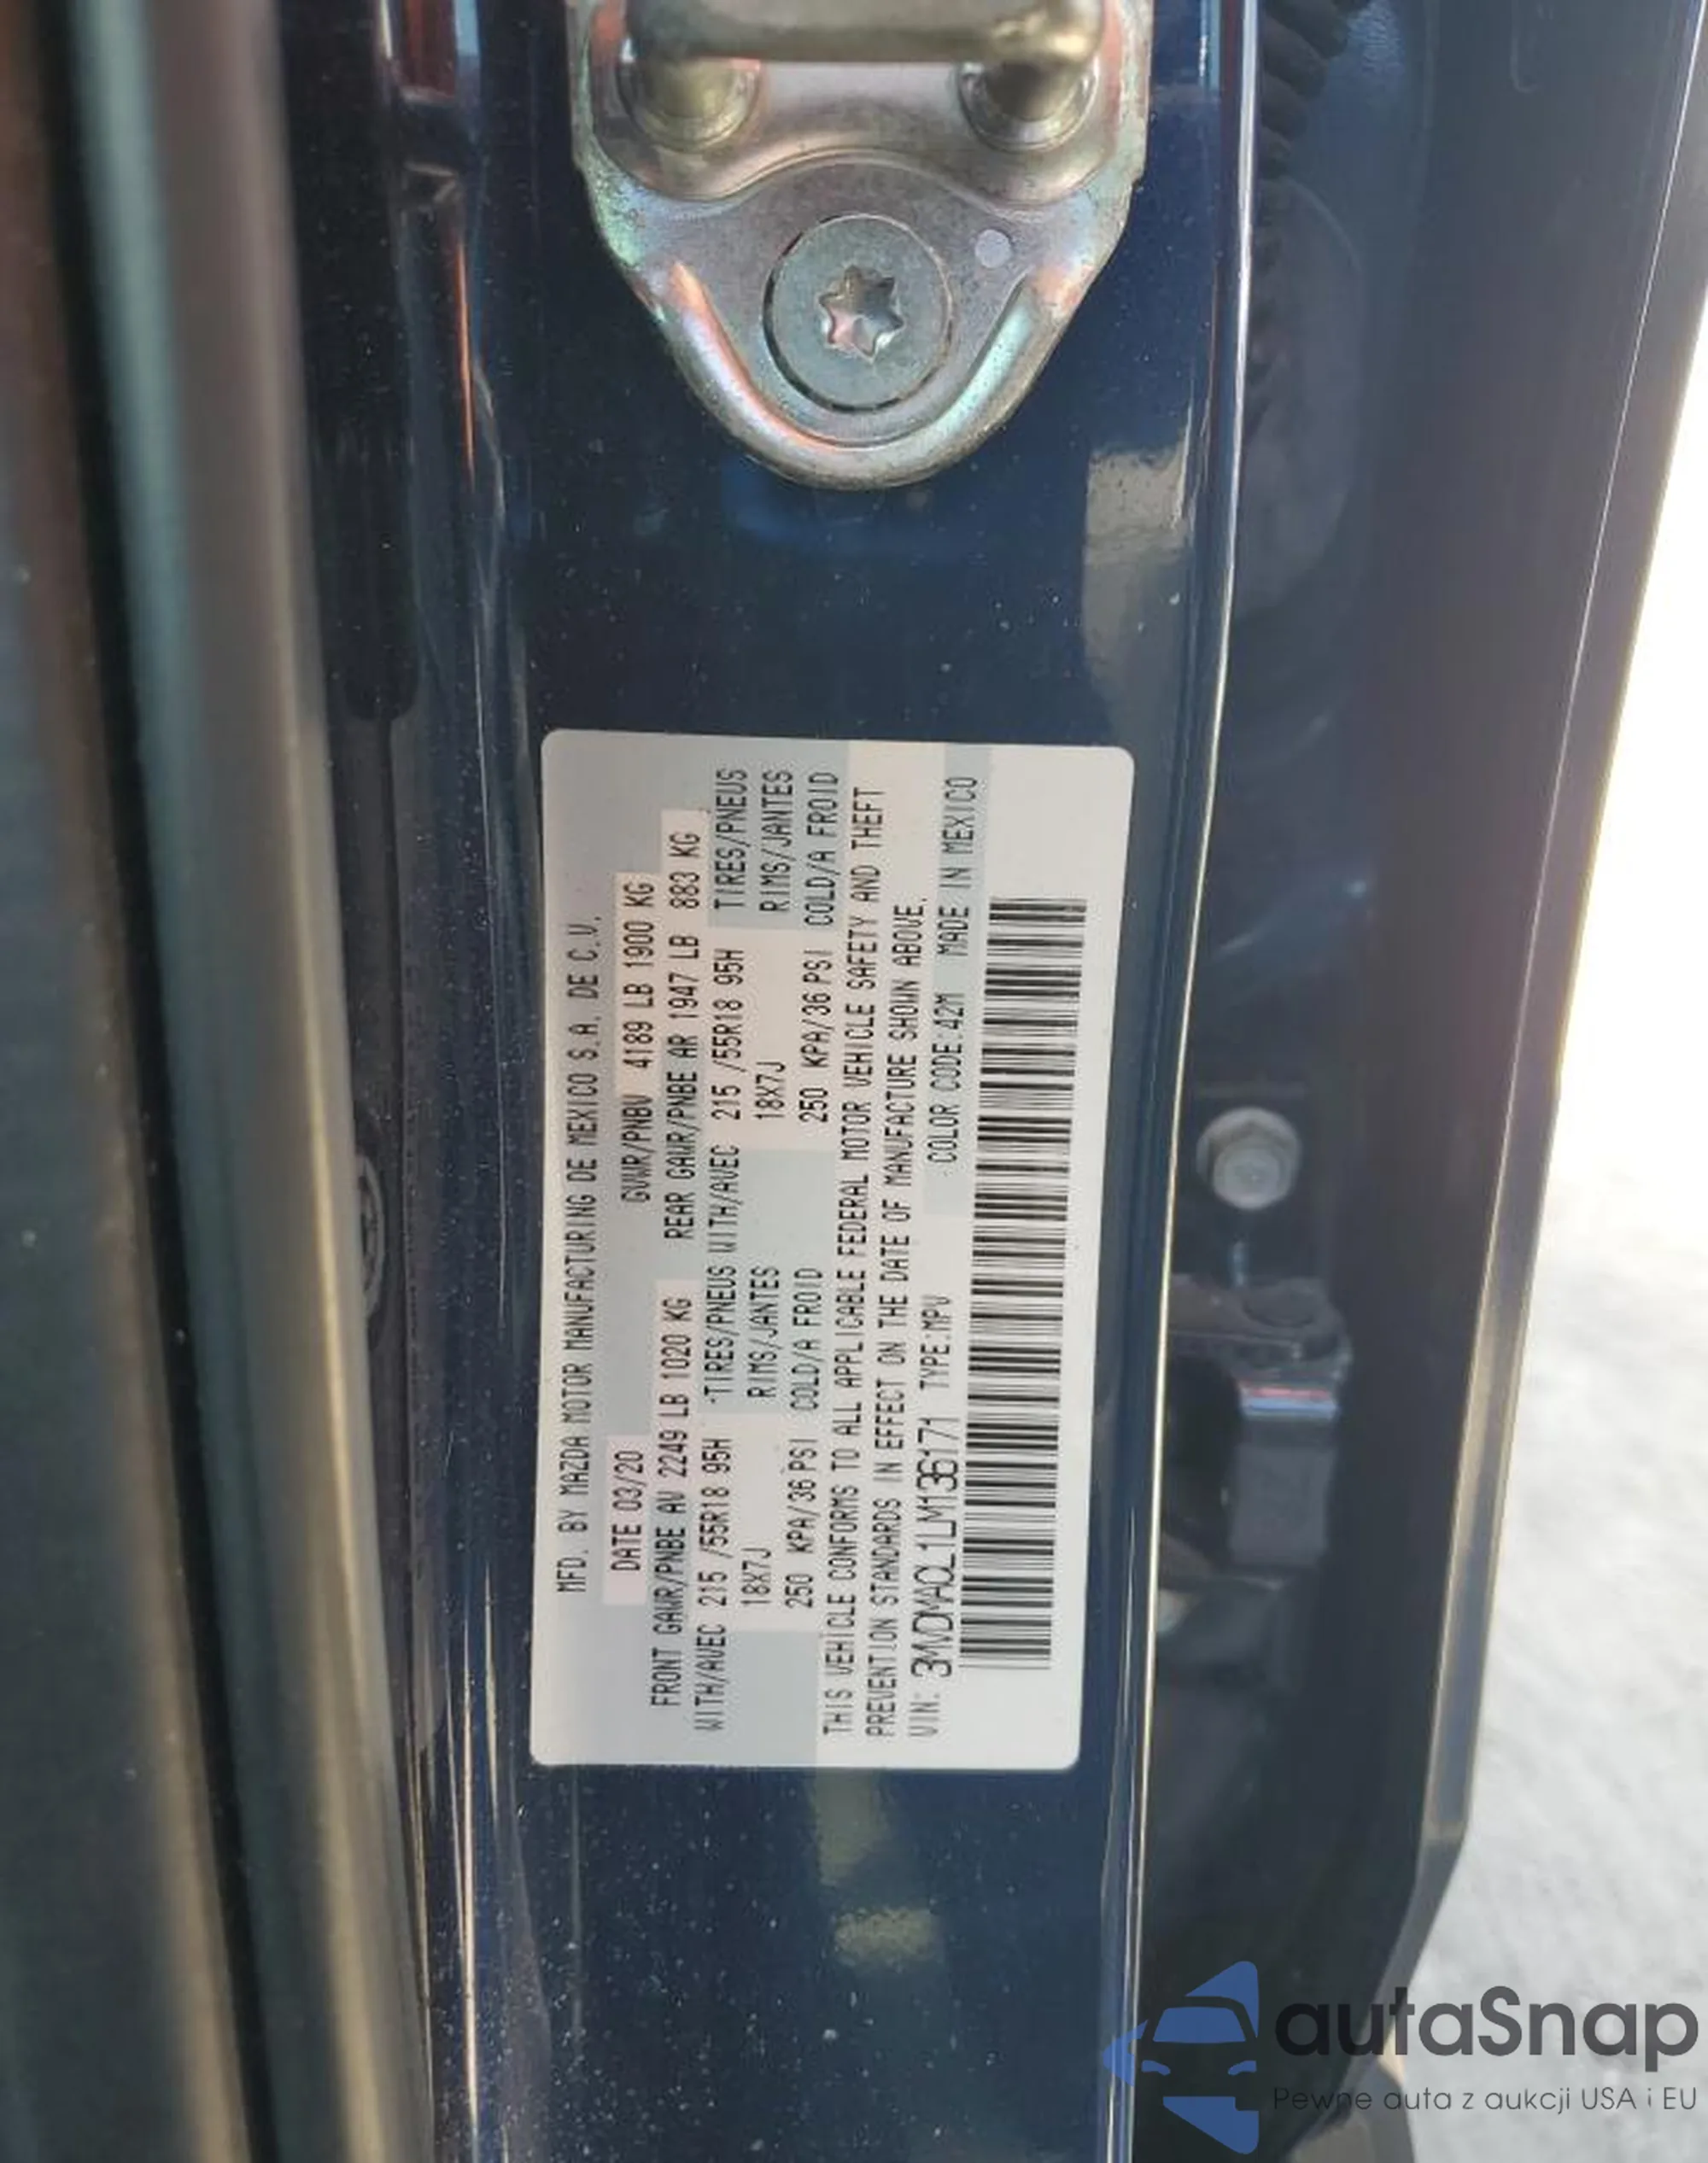 MFD. BY MAZDA MOTOR MANUFACTURING DE MEXICO S.A. DE C.V.
DATE 03/20 GVWR/PNBV 4189 LB 1900 KG
FRONT GAWR/PNBE AV 2249 LB 1020 KG REAR GAWR/PNBE AR 1947 LB 883 KG
WITH/AVEC 215 /55R18 95H TIRES/PNEUS WITH/AVEC 215 /55R18 95H TIRES/PNEUS
18X7J RIMS/JANTES 18X7J RIMS/JANTES
250 KPA/36 PSI COLD/A FROID 250 KPA/36 PSI COLD/A FROID
THIS VEHICLE CONFORMS TO ALL APPLICABLE FEDERAL MOTOR VEHICLE SAFETY AND THEFT
PREVENTION STANDARDS IN EFFECT ON THE DATE OF MANUFACTURE SHOWN ABOVE.
VIN: 3MVDMACL1LM136171 TYPE:MPV COLOR CODE:42M MADE IN MEXICO
autaSnap
Pewne auta z aukcji USA i EU